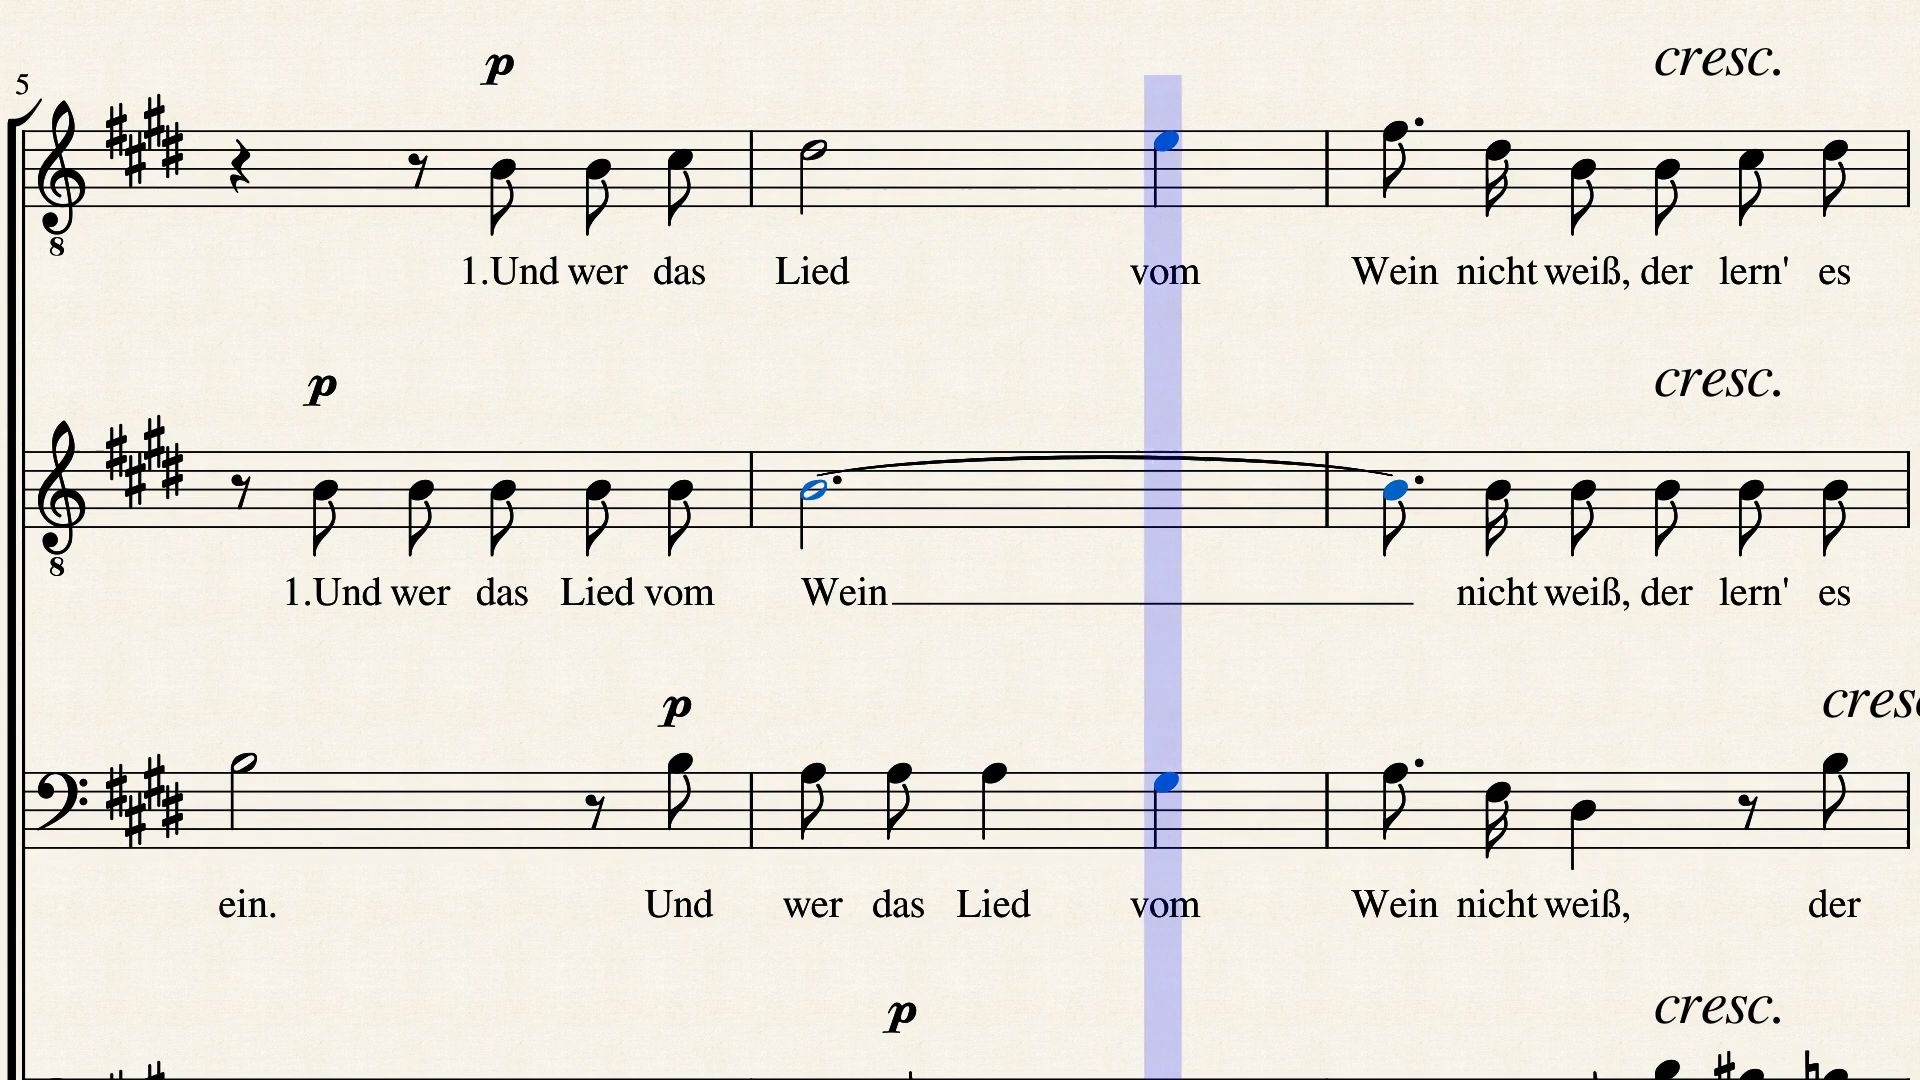 cresc.
p
5
8
1.Und wer das Lied vom Wein nicht weiß, der lern' es
cresc.
p
8
1.Und wer das Lied vom Wein nicht weiß, der lern' es
cresc
p
ein. Und wer das Lied vom Wein nicht weiß, der
cresc.
p